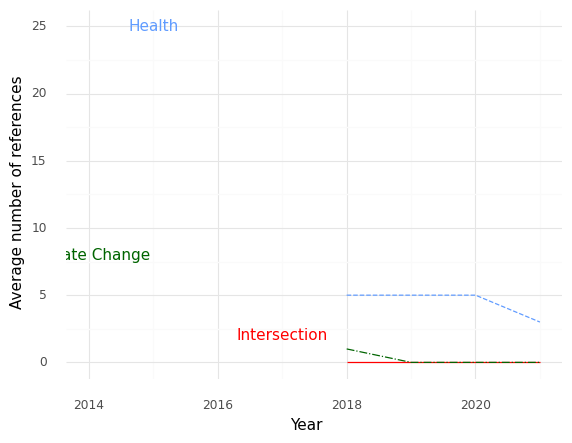 25
Health
20
15
10
ate Change
5
Intersection
0
2014
2016
2018
2020
Year
Average number of references